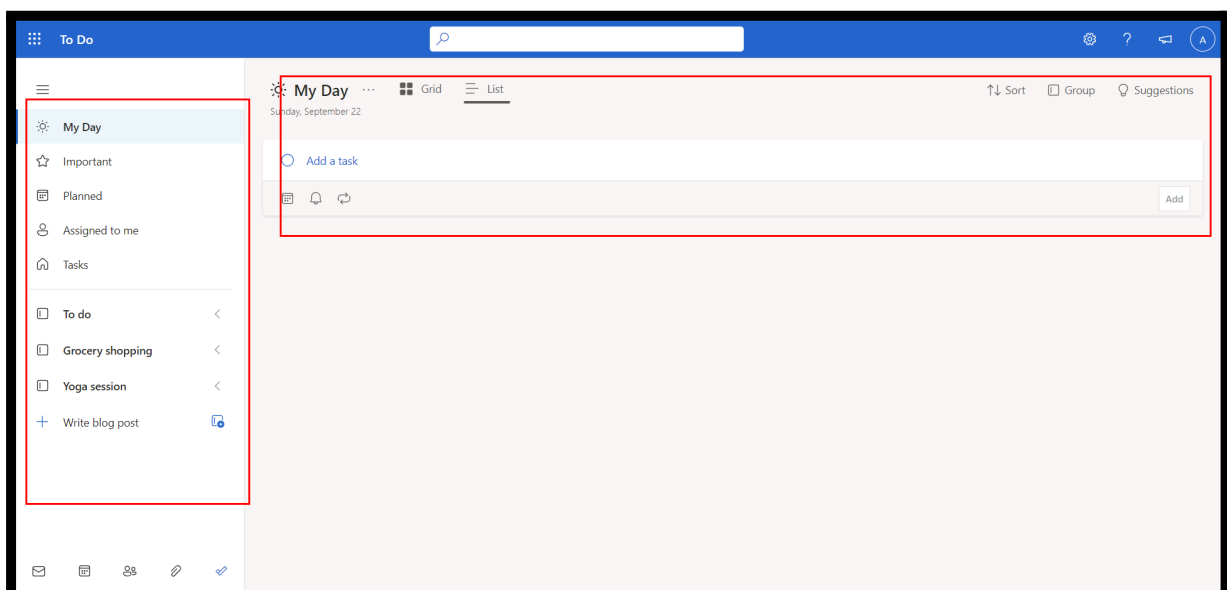 To Do
?
A
My Day
Important
Planned
Assigned to me
Tasks
To do
Grocery shopping
Yoga session
Write blog post
My Day ··· Grid List
Sort Group Suggestions
Sunday, September 22
Add a task
Add